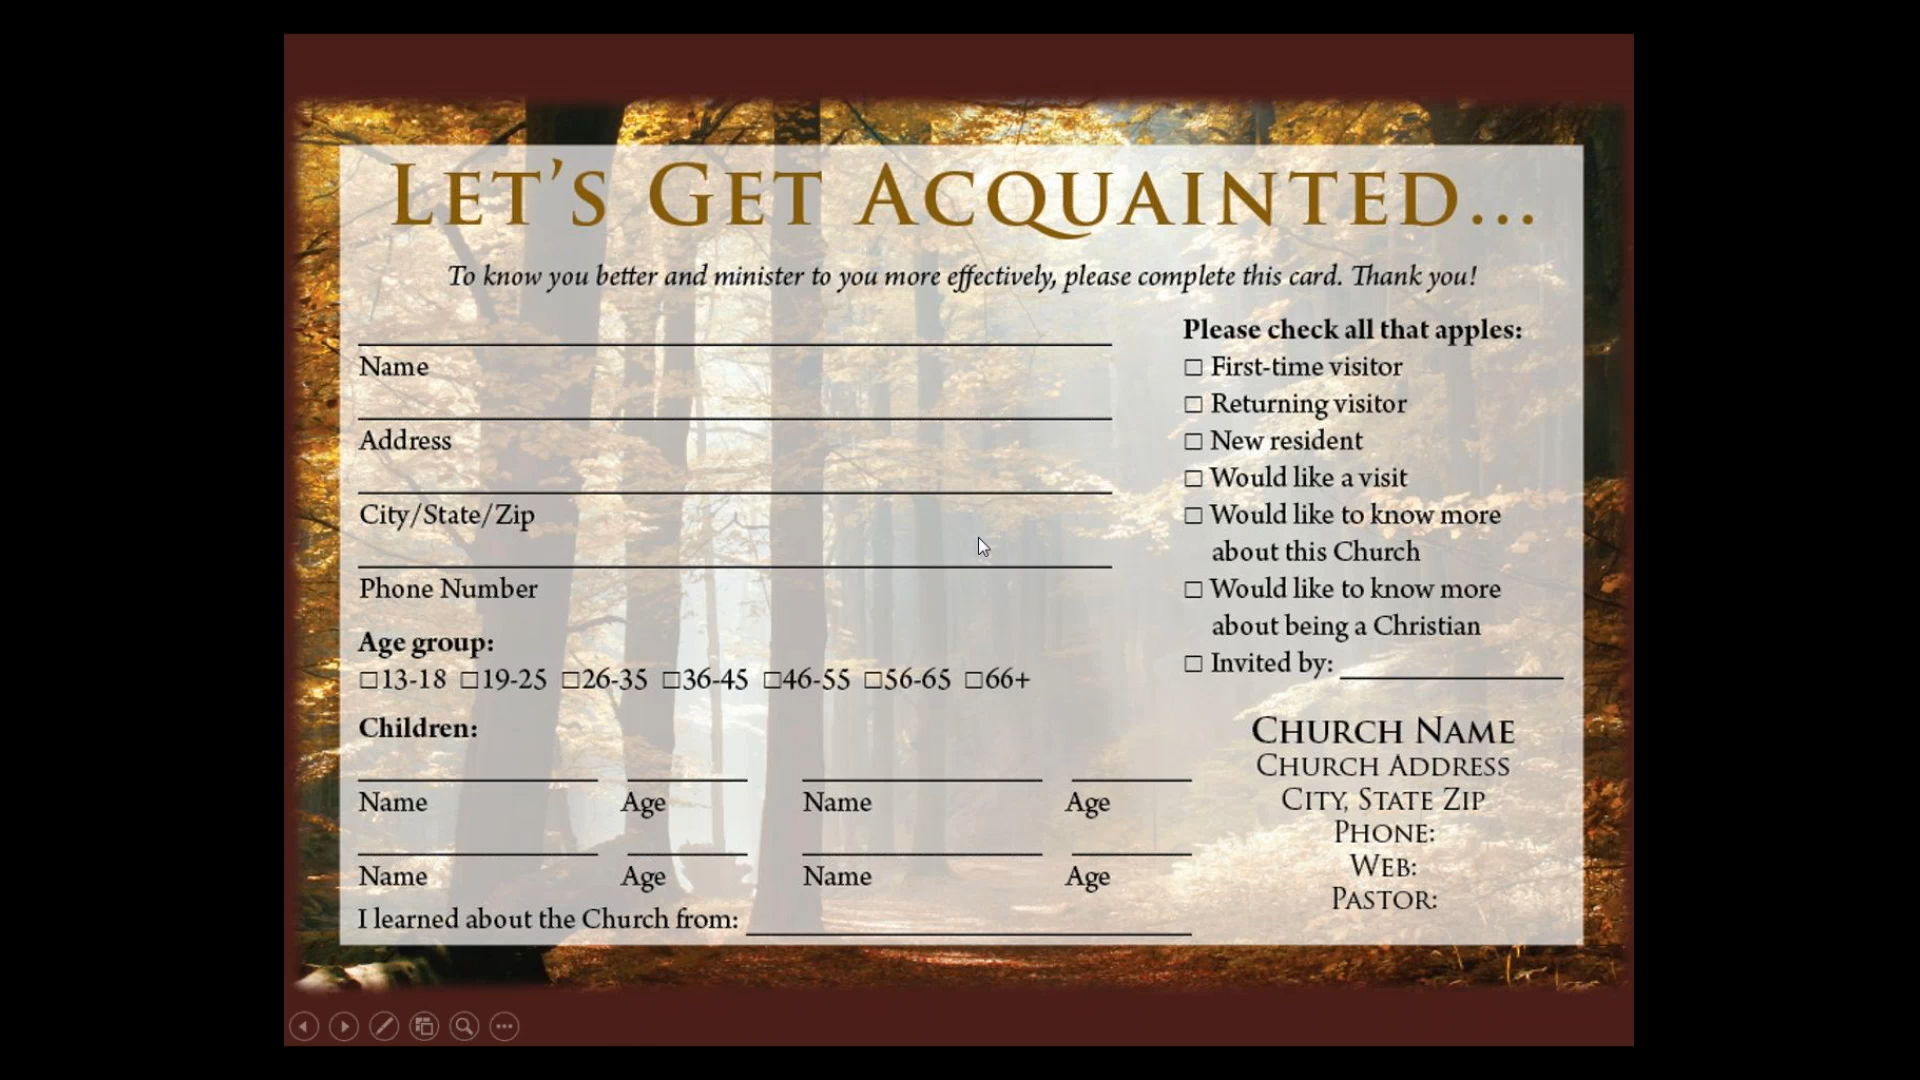 Let's Get Acquainted...
To know you better and minister to you more effectively, please complete this card. Thank you!
Name
Address
City/State/Zip
Phone Number
Age group:
□13-18 □19-25 □26-35 □36-45 □46-55 □56-65 □66+
Children:
Name Age Name Age
Name Age Name Age
I learned about the Church from:
Please check all that apples:
□ First-time visitor
□ Returning visitor
□ New resident
□ Would like a visit
□ Would like to know more
about this Church
□ Would like to know more
about being a Christian
□ Invited by:
Church Name
Church Address
City, State Zip
Phone:
Web:
Pastor: